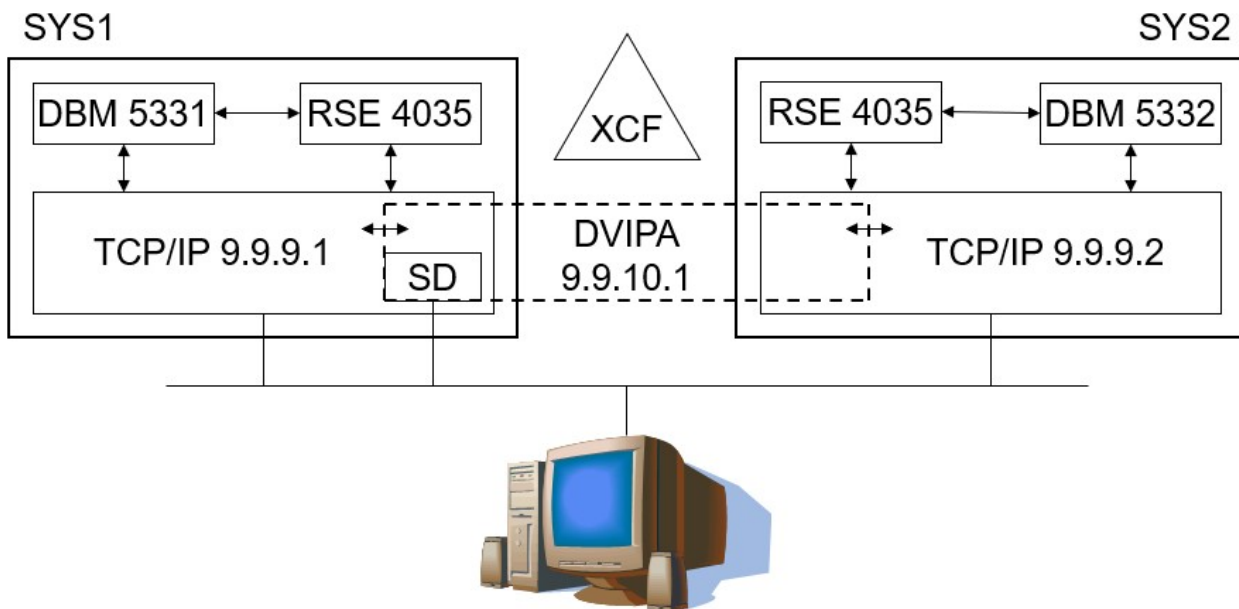 SYS1
SYS2
DBM 5331
RSE 4035
XCF
RSE 4035
DBM 5332
TCP/IP 9.9.9.1
SD
DVIPA
9.9.10.1
TCP/IP 9.9.9.2